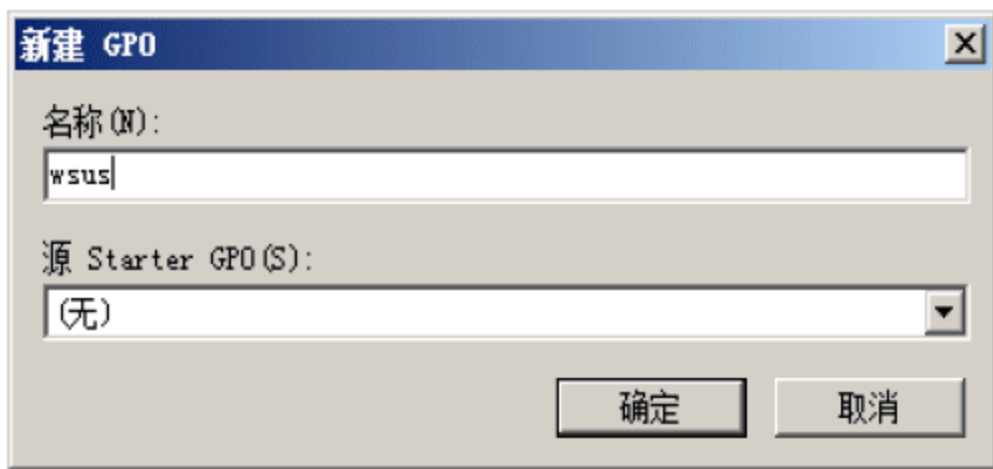 新建 GPO
名称(N):
wsus
源 Starter GPO(S):
(无)
确定 取消